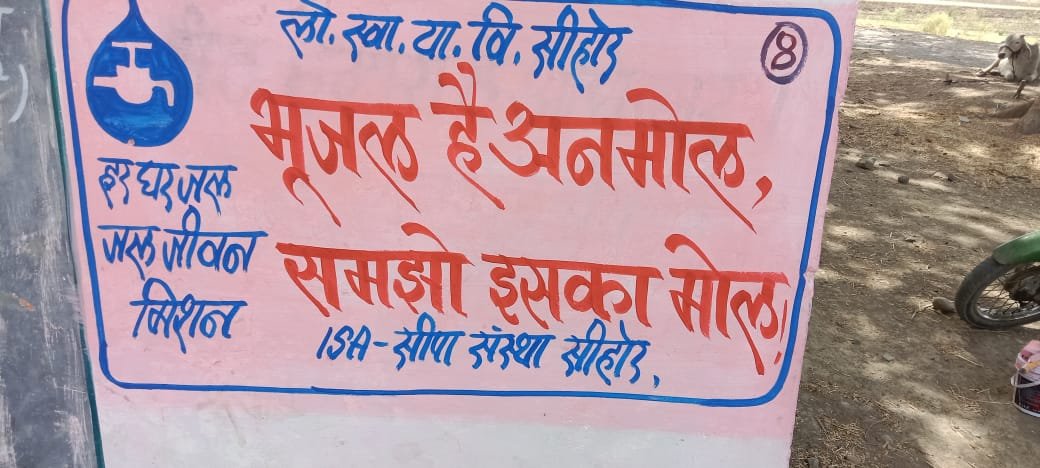 लो. स्वा. या. वि. सीहोर
8
भूजल है अनमोल,
समझो इसका मोल!
हर घर जल
जल जीवन
मिशन
ISA - सीपा संस्था सीहोर.